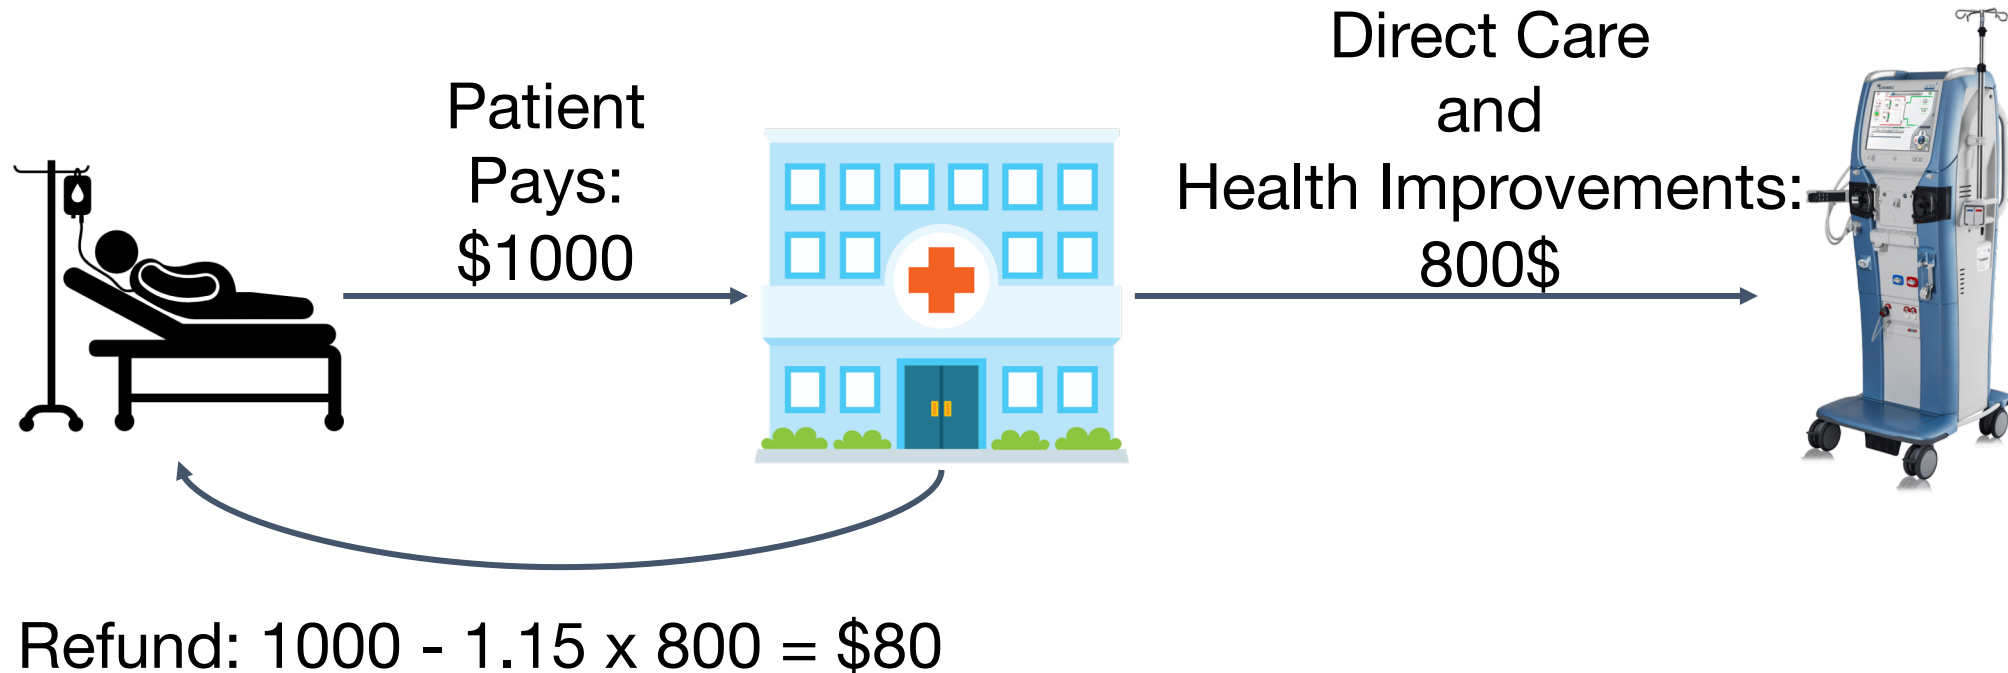 Patient
Pays:
$1000
Direct Care
and
Health Improvements:
800$
Refund: 1000 - 1.15 x 800 = $80